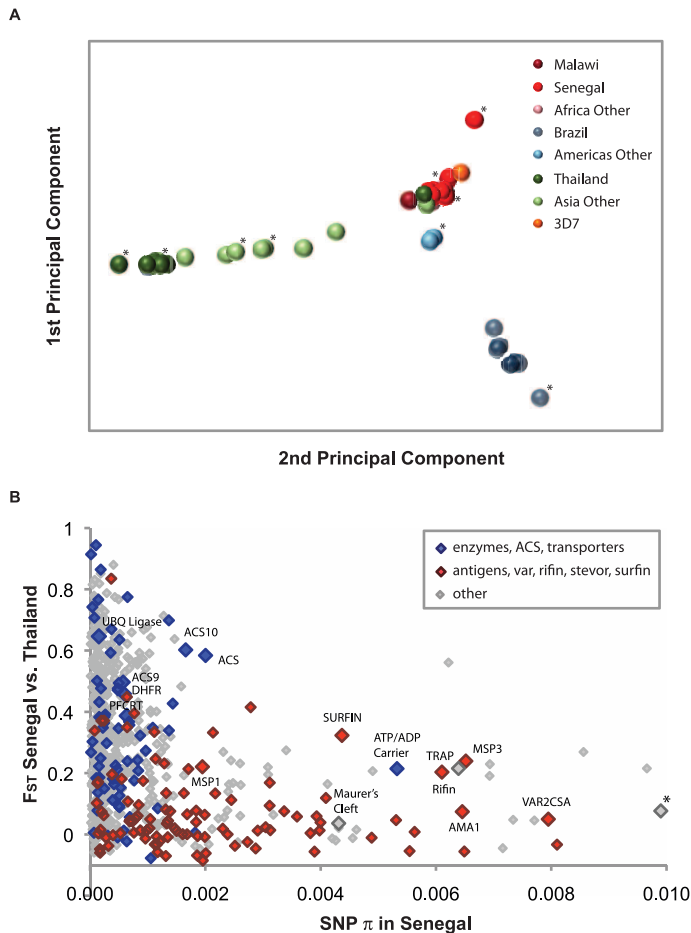 A
1st Principal Component
2nd Principal Component
Malawi
Senegal
Africa Other
Brazil
Americas Other
Thailand
Asia Other
3D7
*
*
*
*
*
*
*
*
*
B
FST Senegal vs. Thailand
1
0.8
0.6
0.4
0.2
0
enzymes, ACS, transporters
antigens, var, rifin, stevor, surfin
other
UBQ Ligase
ACS10
ACS
ACS9
DHFR
PFCRT
MSP1
SURFIN
ATP/ADP
Carrier
Maurer's
Cleft
TRAP
MSP3
Rifin
AMA1
VAR2CSA
*
0.000
0.002
0.004
0.006
0.008
0.010
SNP π in Senegal